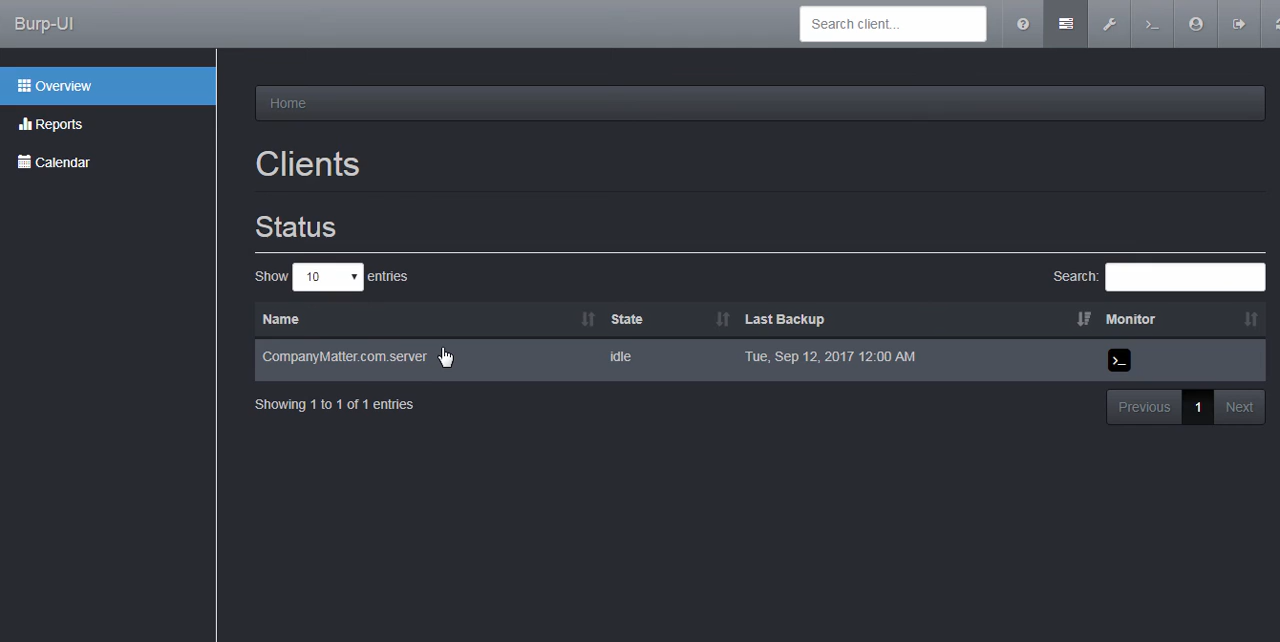 Burp-UI
Search client...
Overview
Reports
Calendar
Home
Clients
Status
Show 10 entries
Search:
Name State Last Backup Monitor
CompanyMatter.com.server idle Tue, Sep 12, 2017 12:00 AM >_
Showing 1 to 1 of 1 entries
Previous 1 Next